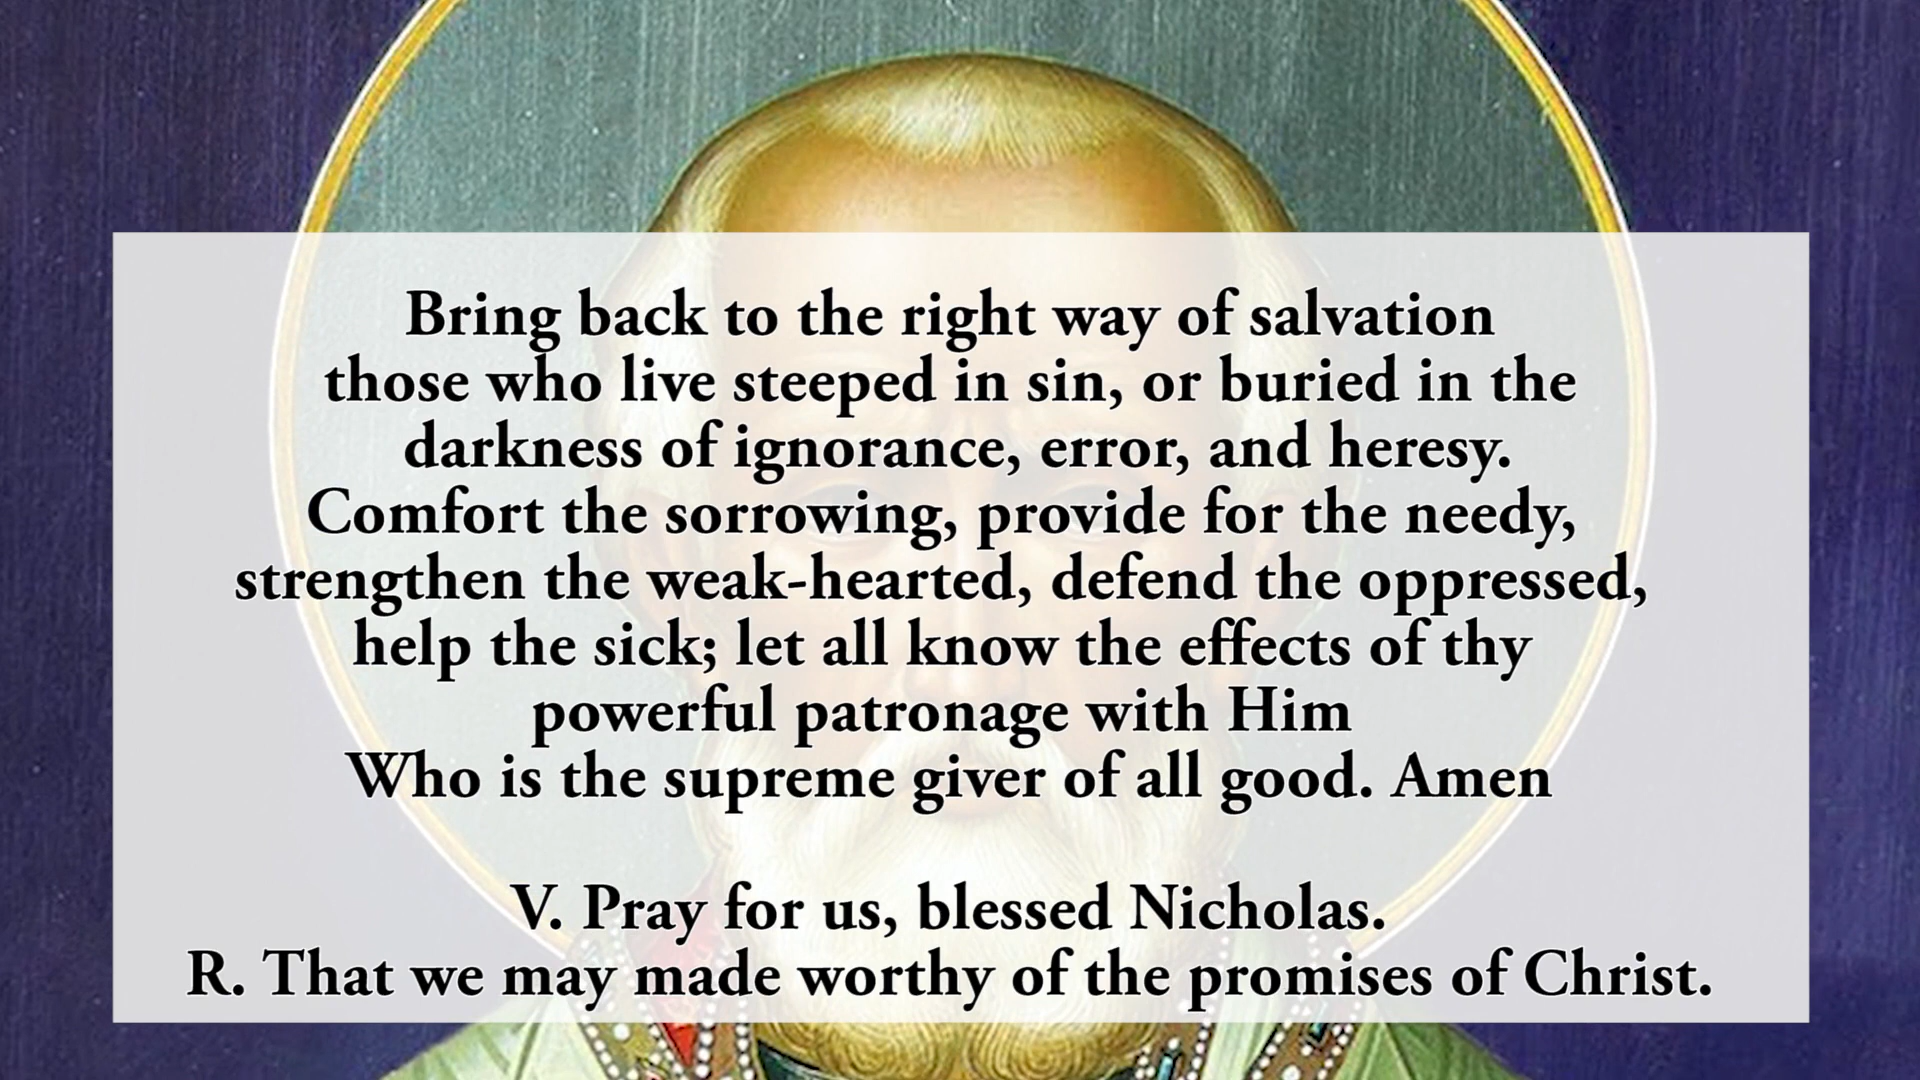 Bring back to the right way of salvation
those who live steeped in sin, or buried in the
darkness of ignorance, error, and heresy.
Comfort the sorrowing, provide for the needy,
strengthen the weak-hearted, defend the oppressed,
help the sick; let all know the effects of thy
powerful patronage with Him
Who is the supreme giver of all good. Amen
V. Pray for us, blessed Nicholas.
R. That we may made worthy of the promises of Christ.